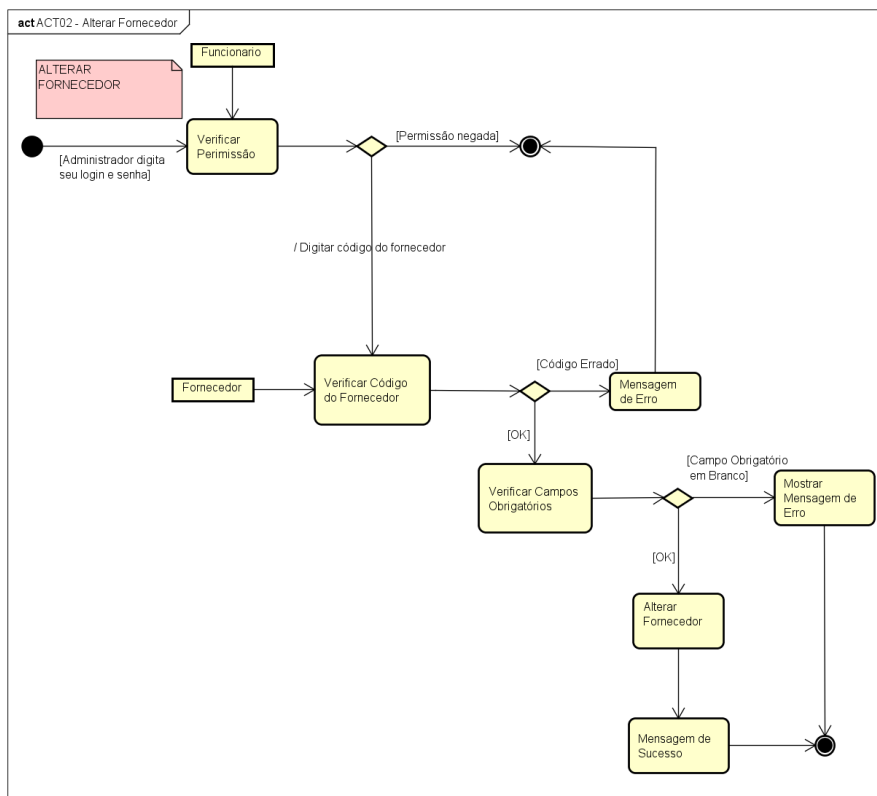 act ACT02 - Alterar Fornecedor
Funcionario
ALTERAR
FORNECEDOR
Verificar
Perimissão
[Permissão negada]
[Administrador digita
seu login e senha]
/ Digitar código do fornecedor
Fornecedor
Verificar Código
do Fornecedor
[Código Errado]
Mensagem
de Erro
[OK]
Verificar Campos
Obrigatórios
[Campo Obrigatório
em Branco]
Mostrar
Mensagem de
Erro
[OK]
Alterar
Fornecedor
Mensagem de
Sucesso